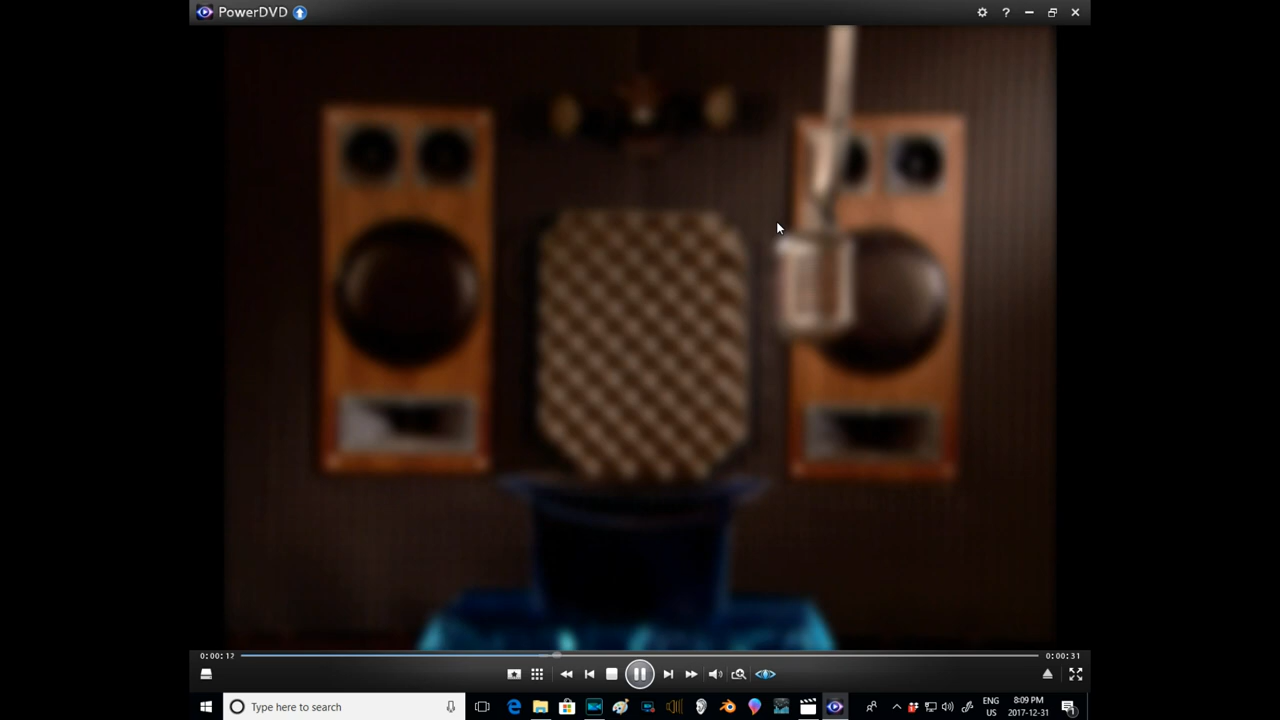 PowerDVD
0:00:12
0:00:31
Type here to search
ENG
US
8:09 PM
2017-12-31
1